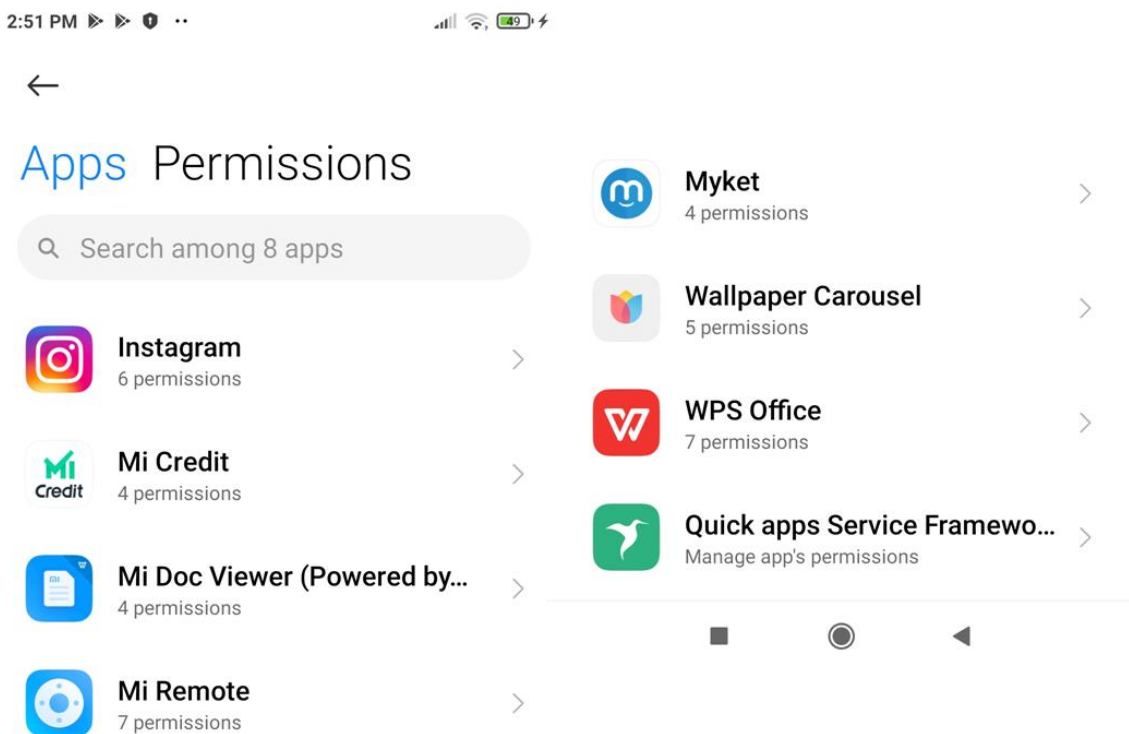 2:51 PM
49
Apps Permissions
Search among 8 apps
Instagram
6 permissions
Mi Credit
4 permissions
Mi Doc Viewer (Powered by...
4 permissions
Mi Remote
7 permissions
Myket
4 permissions
Wallpaper Carousel
5 permissions
WPS Office
7 permissions
Quick apps Service Framewo...
Manage app's permissions